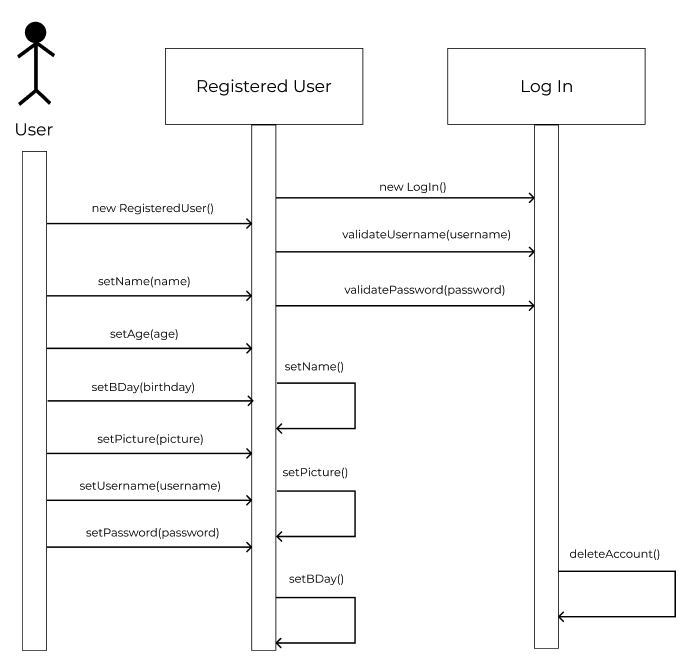 Registered User
Log In
User
new LogIn()
new RegisteredUser()
validateUsername(username)
setName(name)
validatePassword(password)
setAge(age)
setName()
setBDay(birthday)
setPicture(picture)
setPicture()
setUsername(username)
setPassword(password)
deleteAccount()
setBDay()